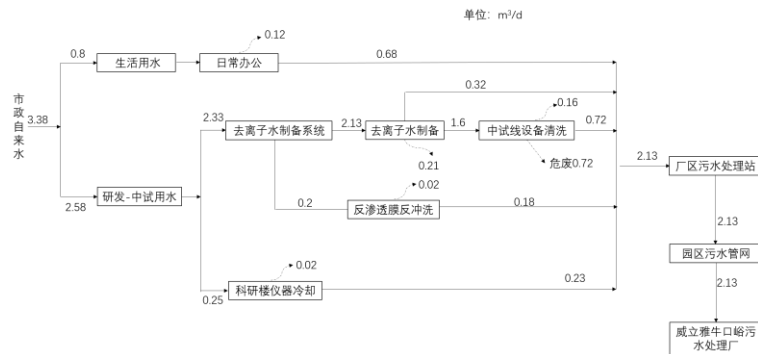 单位：m³/d
0.12
0.8
生活用水
日常办公
0.68
0.32
市政自来水
3.38
2.33
去离子水制备系统
2.13
去离子水制备
1.6
中试线设备清洗
0.16
0.72
0.21
危废0.72
2.13
厂区污水处理站
2.58
研发-中试用水
0.02
0.2
反渗透膜反冲洗
0.18
2.13
园区污水管网
0.02
0.25
科研楼仪器冷却
0.23
2.13
威立雅牛口峪污
水处理厂